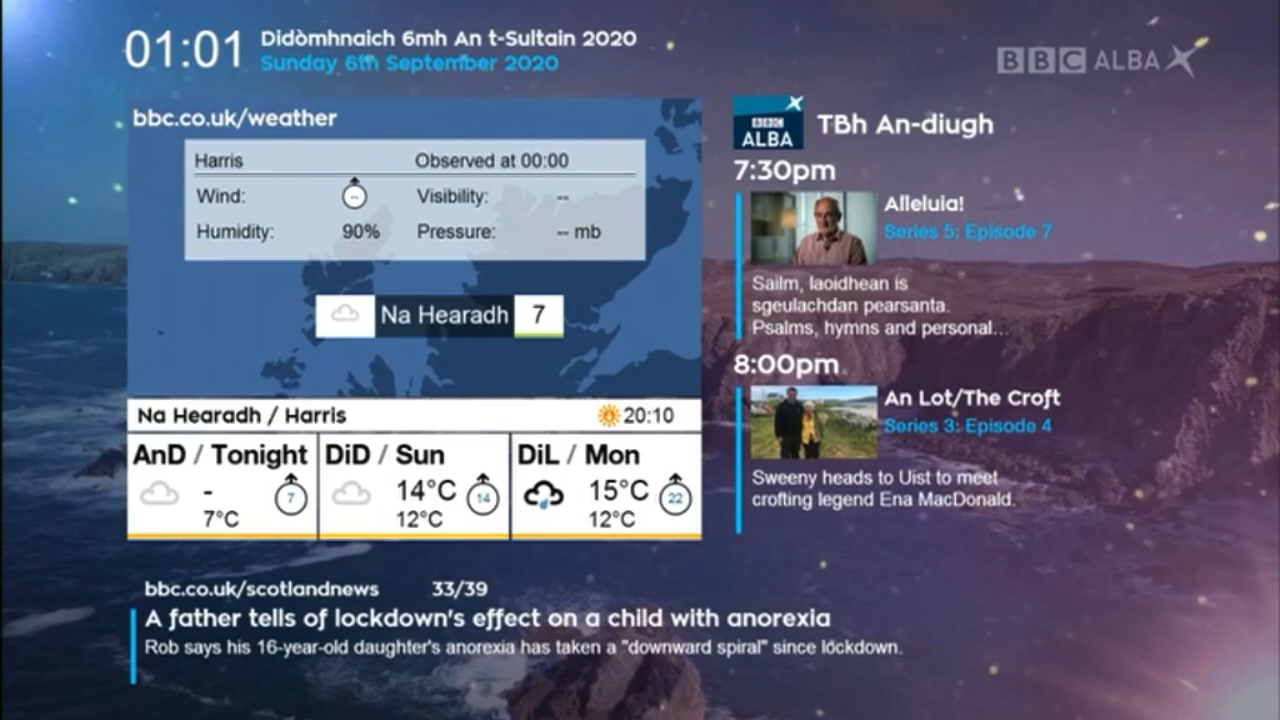 01:01
Didòmhnaich 6mh An t-Sultain 2020
Sunday 6th September 2020
BBC ALBA
bbc.co.uk/weather
Harris Observed at 00:00
Wind: -- Visibility: --
Humidity: 90% Pressure: -- mb
Na Hearadh 7
Na Hearadh / Harris 20:10
AnD / Tonight
-
7
7°C
DiD / Sun
14°C
14
12°C
DiL / Mon
15°C
22
12°C
BBC ALBA
TBh An-diugh
7:30pm
Alleluia!
Series 5: Episode 7
Sailm, laoidhean is
sgeulachdan pearsanta.
Psalms, hymns and personal...
8:00pm
An Lot/The Croft
Series 3: Episode 4
Sweeny heads to Uist to meet
crofting legend Ena MacDonald.
bbc.co.uk/scotlandnews 33/39
A father tells of lockdown's effect on a child with anorexia
Rob says his 16-year-old daughter's anorexia has taken a "downward spiral" since lockdown.